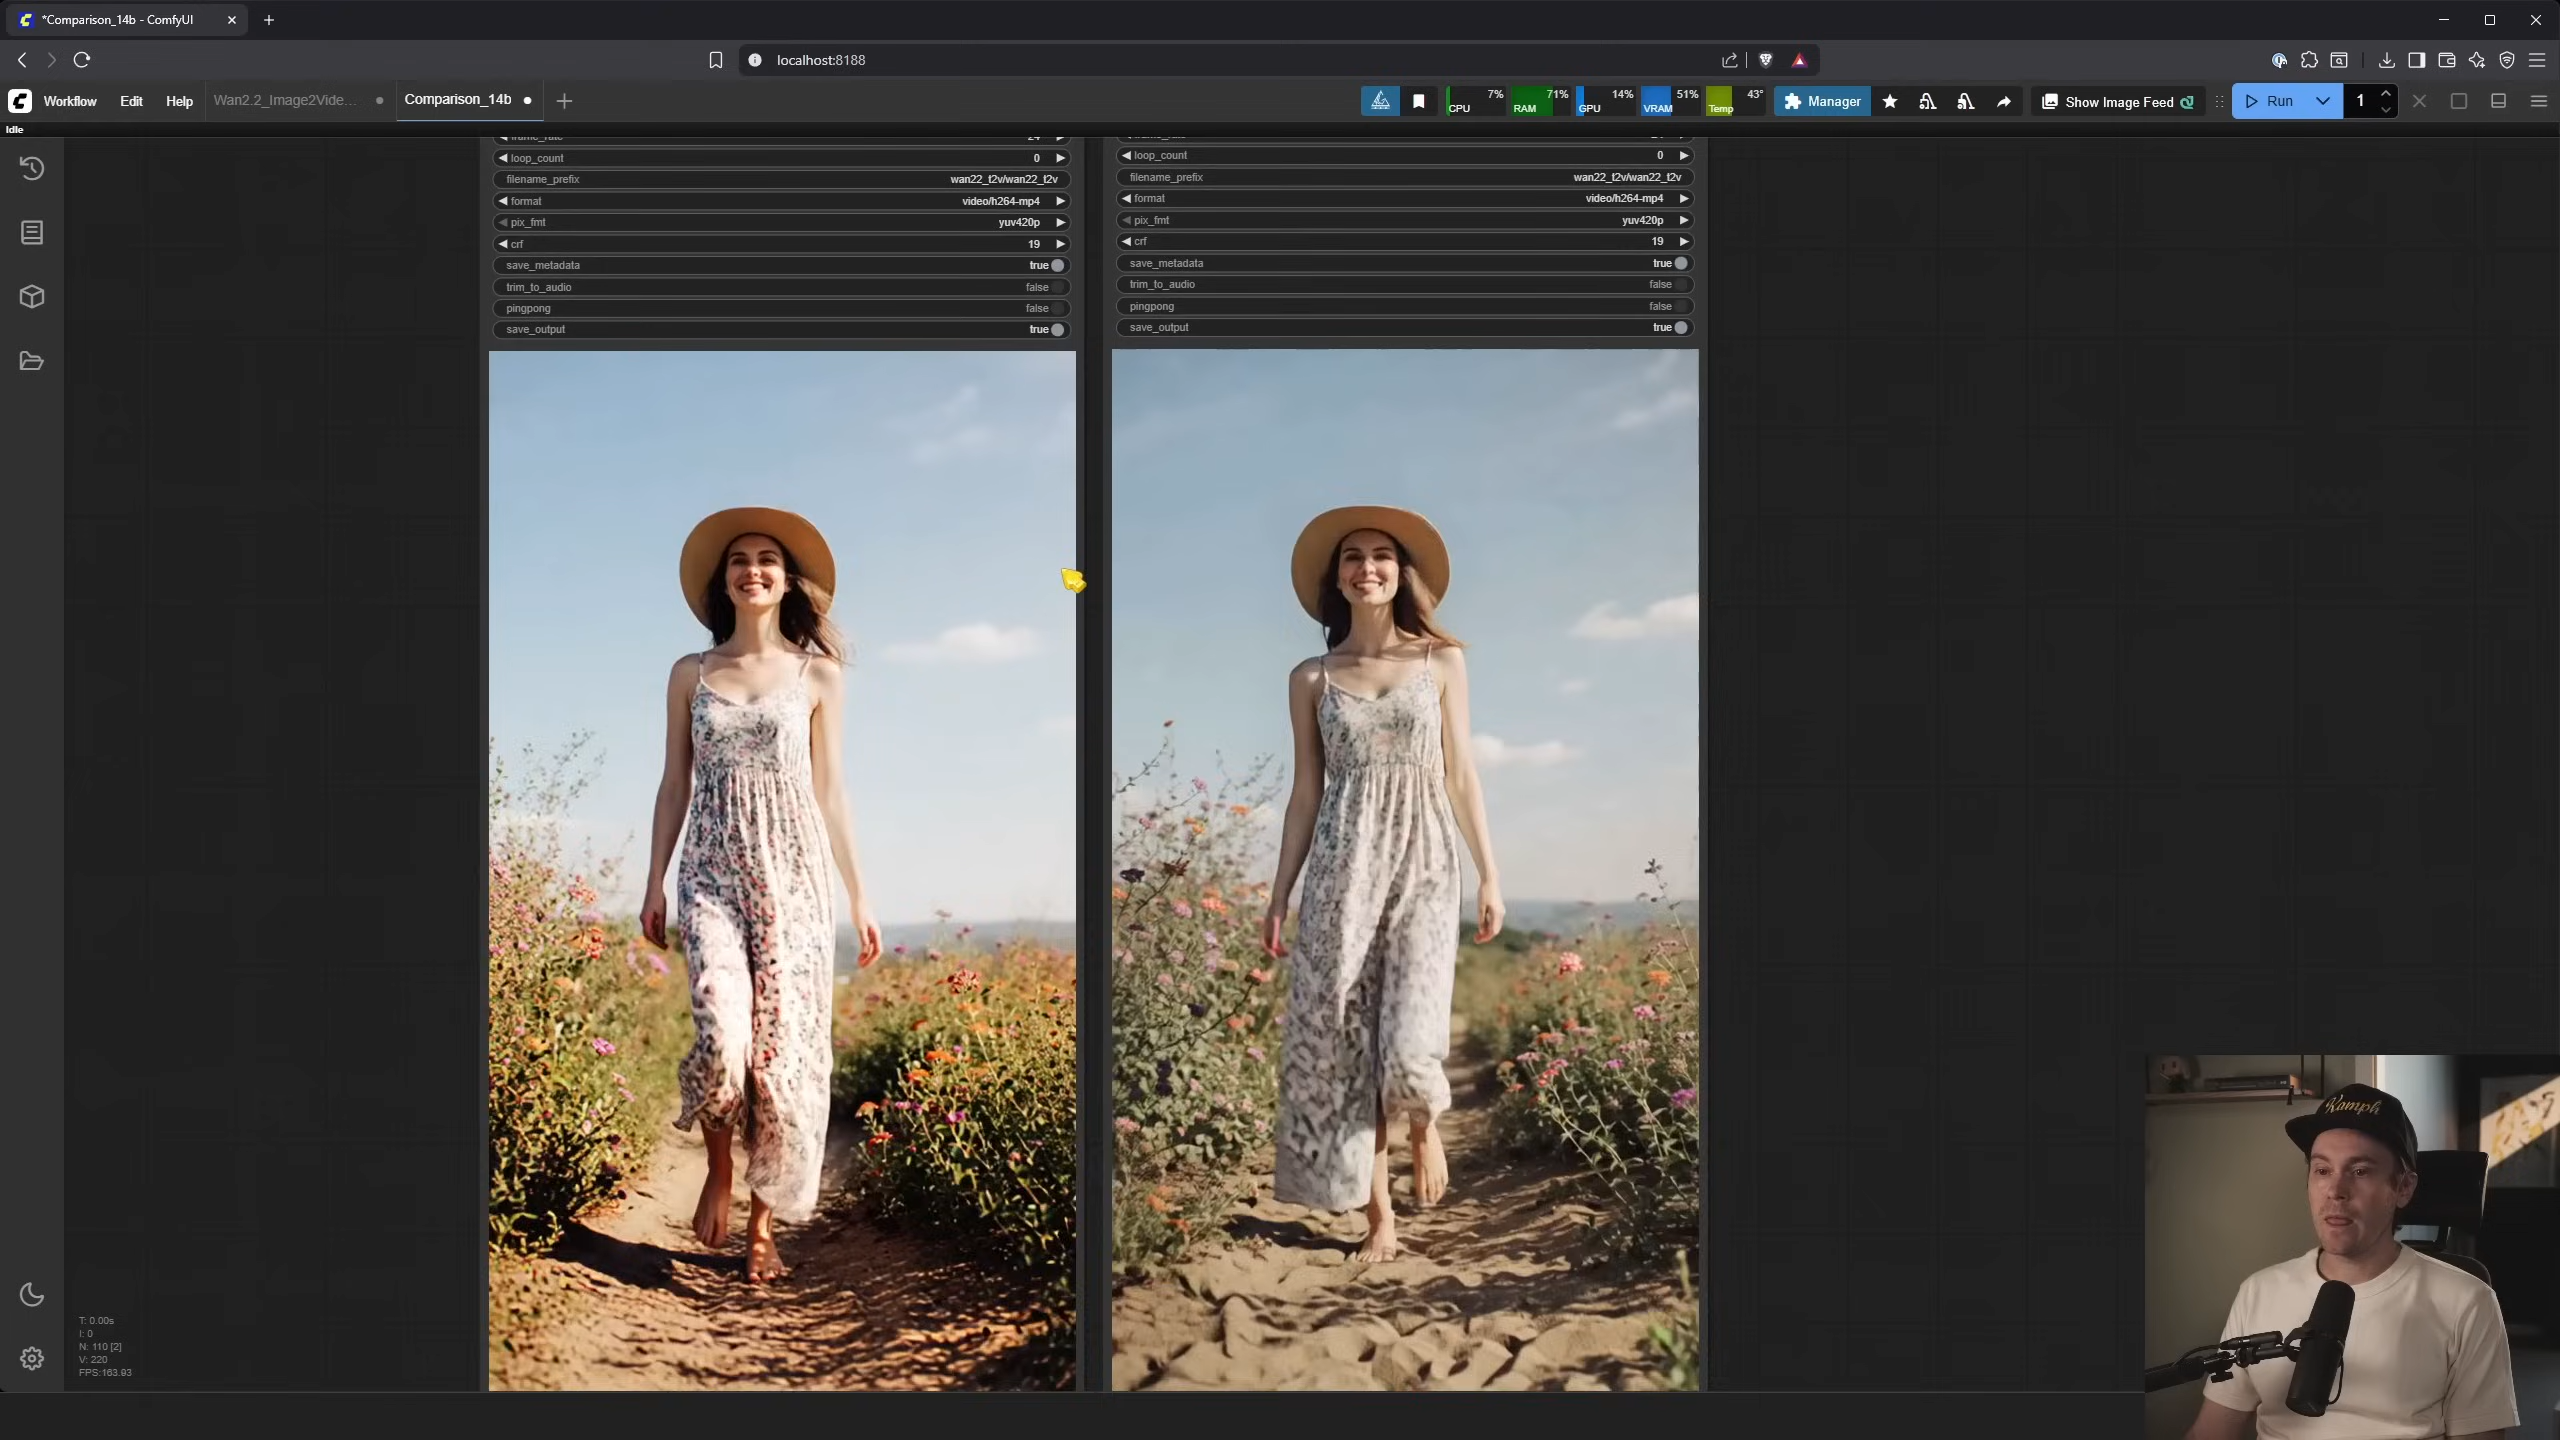 *Comparison_14b - ComfyUI
localhost:8188
Workflow Edit Help Wan2.2_Image2Vide... Comparison_14b
CPU 7% RAM 71% GPU 14% VRAM 51% Temp 43° Manager Show Image Feed Run 1
Idle
frame_rate 24
loop_count 0
filename_prefix wan22_t2v/wan22_t2v
format video/h264-mp4
pix_fmt yuv420p
crf 19
save_metadata true
trim_to_audio false
pingpong false
save_output true
loop_count 0
filename_prefix wan22_t2v/wan22_t2v
format video/h264-mp4
pix_fmt yuv420p
crf 19
save_metadata true
trim_to_audio false
pingpong false
save_output true
Kamph
T: 0.00s
I: 0
N: 110 [2]
V: 220
FPS:163.93